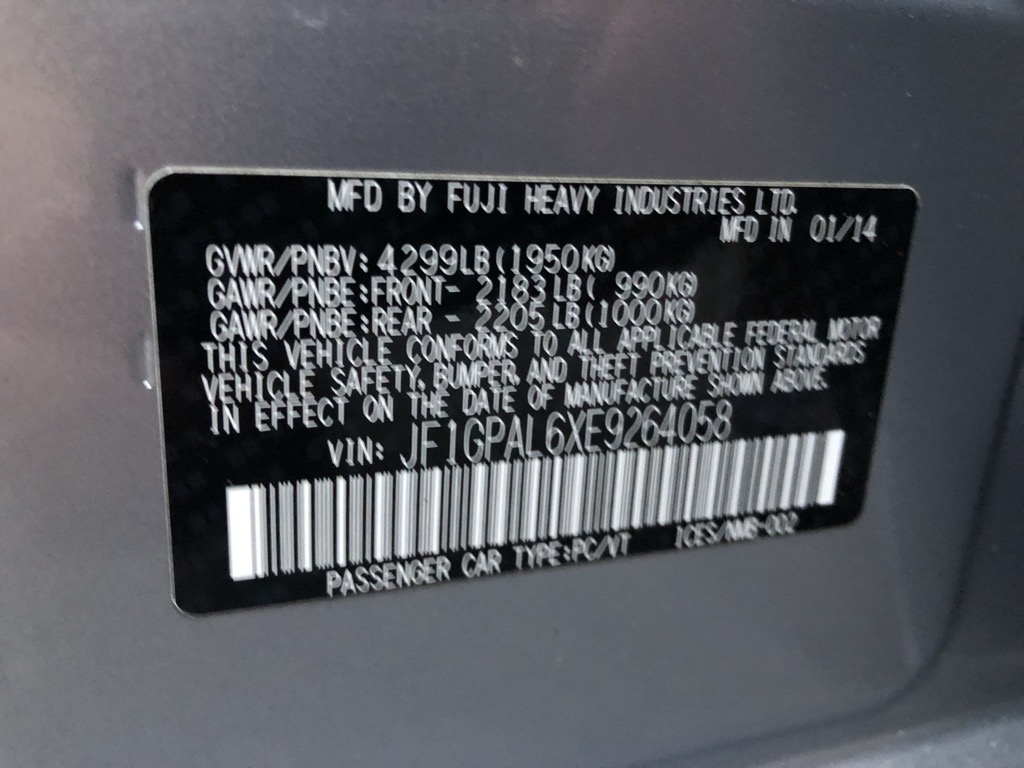 MFD BY FUJI HEAVY INDUSTRIES LTD.
MFD IN 01/14
GVWR/PNBV: 4299LB(1950KG)
GAWR/PNBE:FRONT- 2183LB( 990KG)
GAWR/PNBE:REAR - 2205LB(1000KG)
THIS VEHICLE CONFORMS TO ALL APPLICABLE FEDERAL MOTOR
VEHICLE SAFETY, BUMPER, AND THEFT PREVENTION STANDARDS
IN EFFECT ON THE DATE OF MANUFACTURE SHOWN ABOVE.
VIN: JF1GPAL6XE9264058
PASSENGER CAR TYPE:PC/VT ICES/NMB-002